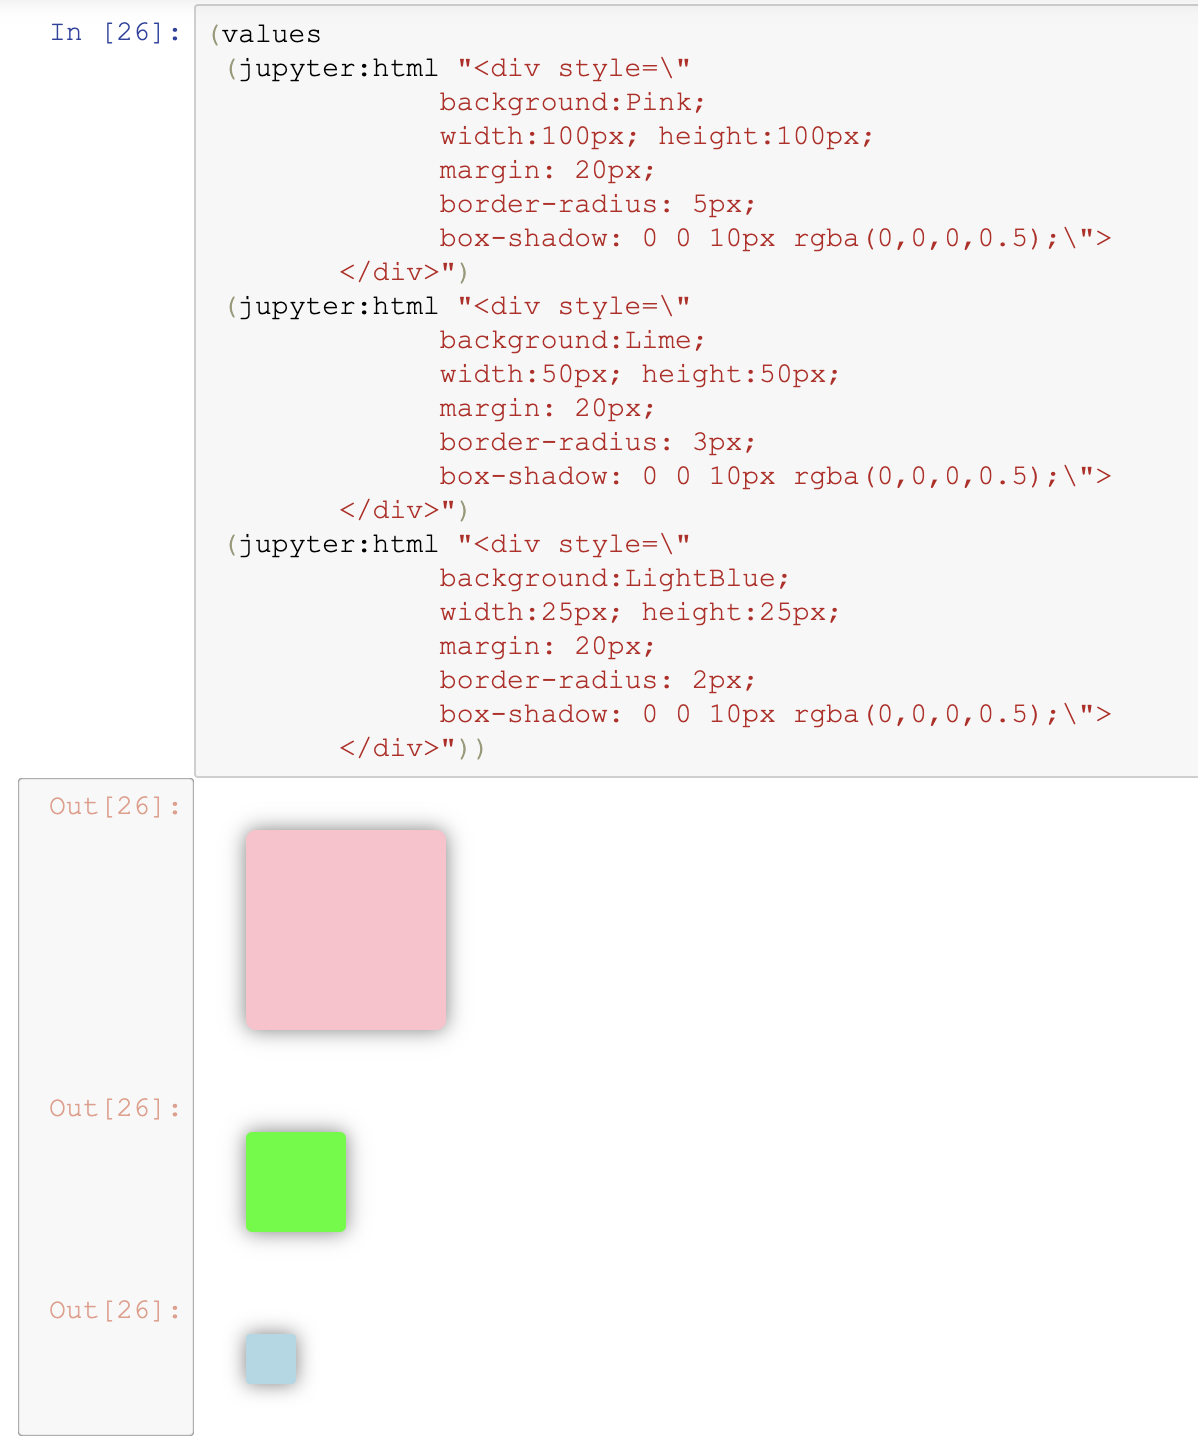 In [26]: (values
(jupyter:html "<div style=\"
background:Pink;
width:100px; height:100px;
margin: 20px;
border-radius: 5px;
box-shadow: 0 0 10px rgba(0,0,0,0.5);\">
</div>")
(jupyter:html "<div style=\"
background:Lime;
width:50px; height:50px;
margin: 20px;
border-radius: 3px;
box-shadow: 0 0 10px rgba(0,0,0,0.5);\">
</div>")
(jupyter:html "<div style=\"
background:LightBlue;
width:25px; height:25px;
margin: 20px;
border-radius: 2px;
box-shadow: 0 0 10px rgba(0,0,0,0.5);\">
</div>"))
Out[26]:
Out[26]:
Out[26]: